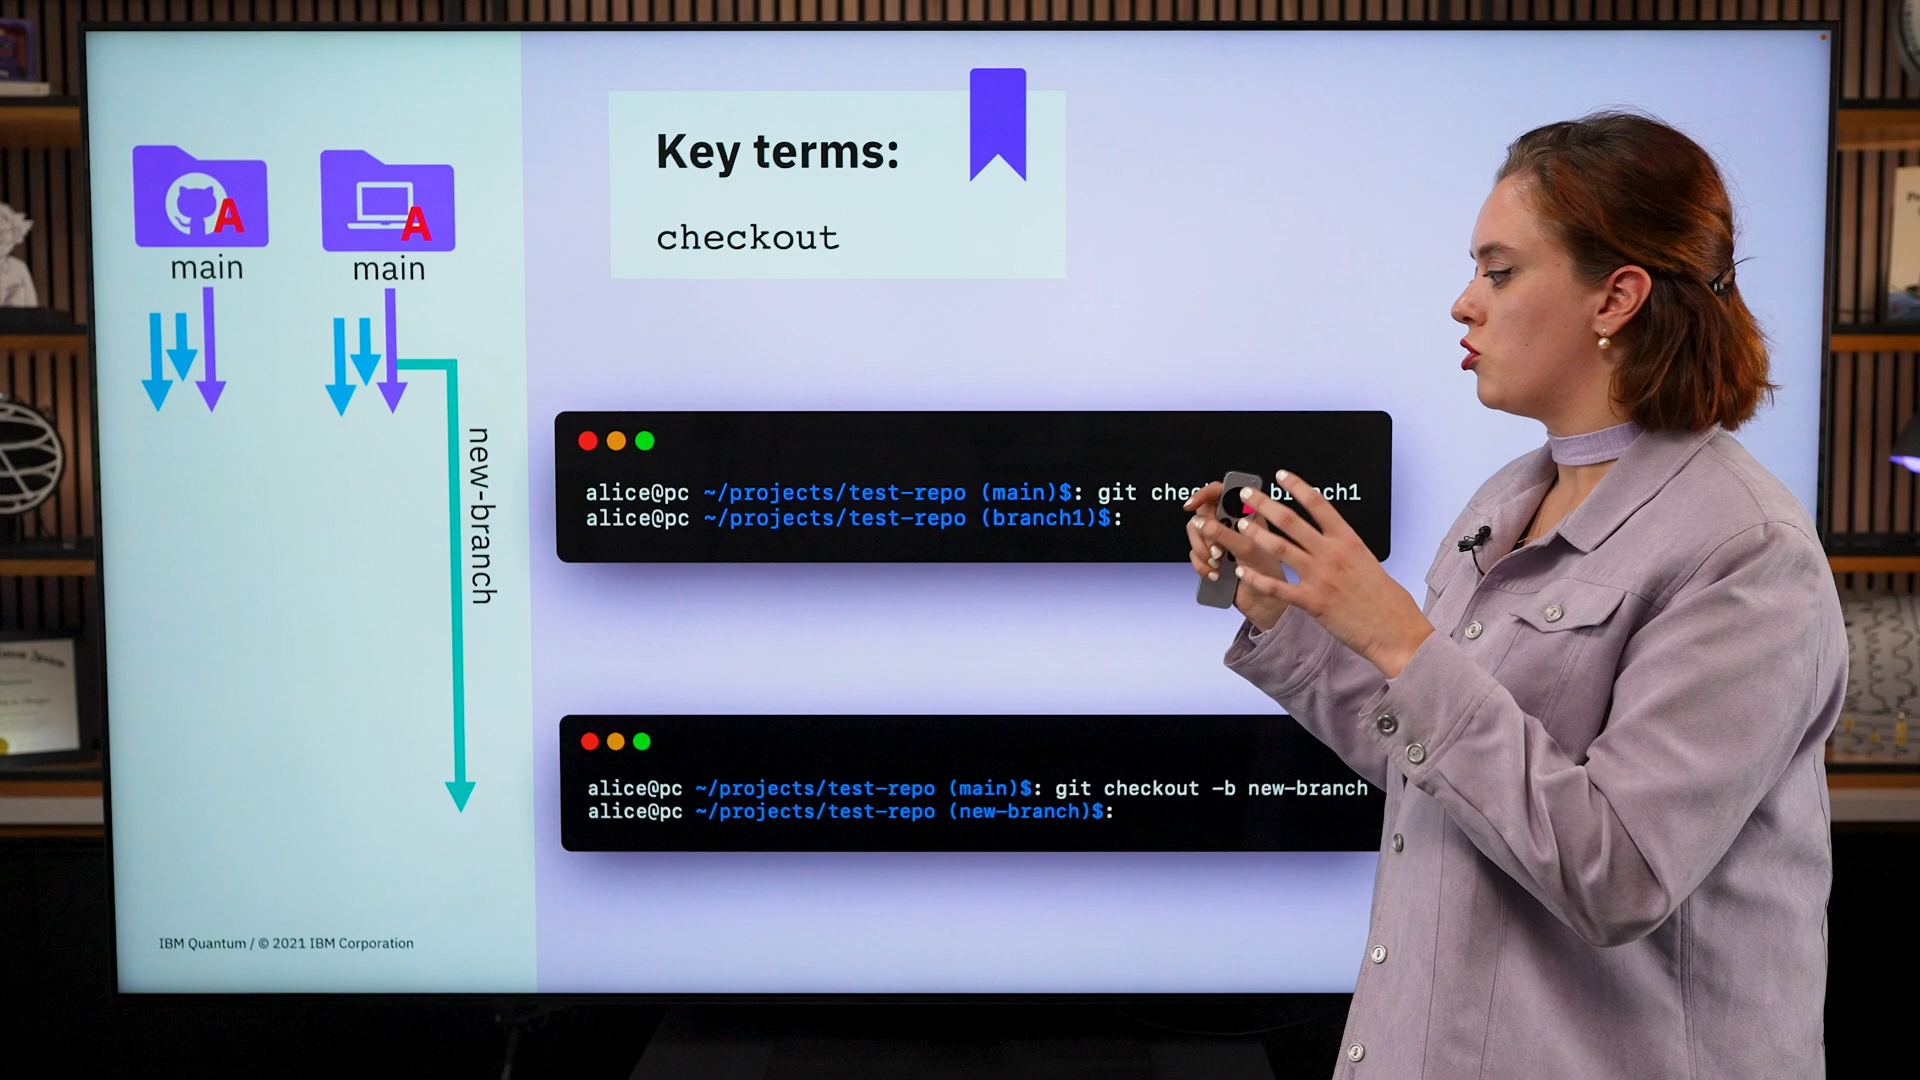 Key terms:
checkout
A
A
main
main
new-branch
alice@pc ~/projects/test-repo (main)$: git branch1
alice@pc ~/projects/test-repo (branch1)$:
alice@pc ~/projects/test-repo (main)$: git checkout -b new-branch
alice@pc ~/projects/test-repo (new-branch)$:
IBM Quantum / © 2021 IBM Corporation